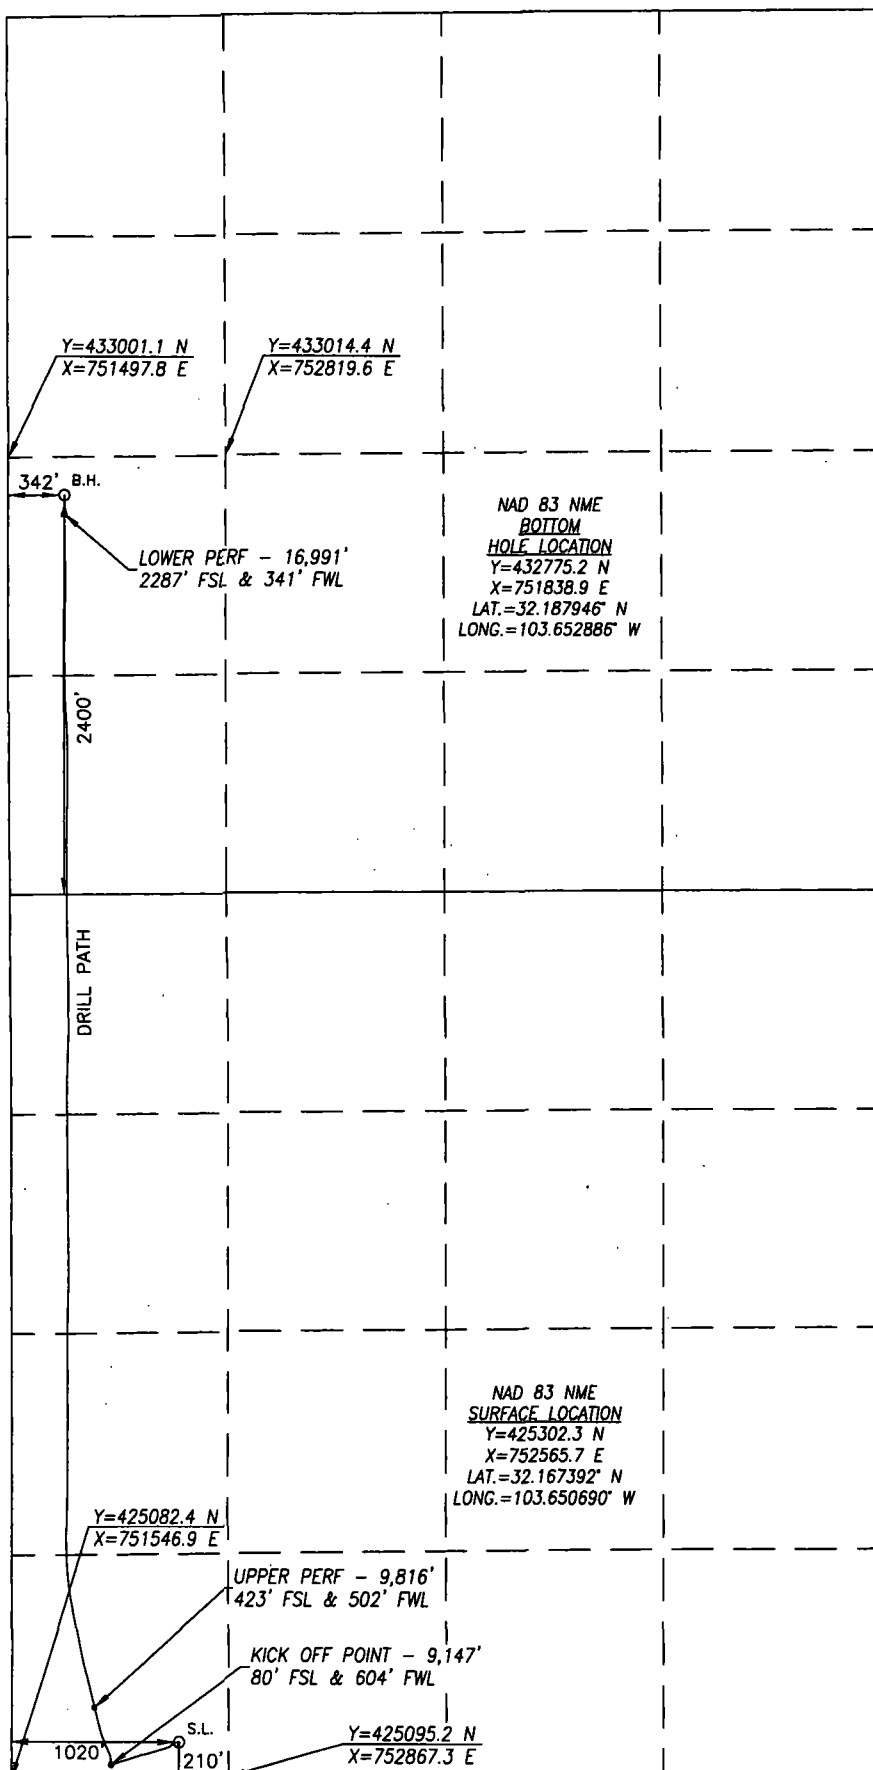 Y=433001.1 N
X=751497.8 E
Y=433014.4 N
X=752819.6 E
342' B.H.
LOWER PERF - 16,991'
2287' FSL & 341' FWL
NAD 83 NME
BOTTOM
HOLE LOCATION
Y=432775.2 N
X=751838.9 E
LAT.=32.187946° N
LONG.=103.652886° W
2400'
DRILL PATH
NAD 83 NME
SURFACE LOCATION
Y=425302.3 N
X=752565.7 E
LAT.=32.167392° N
LONG.=103.650690° W
Y=425082.4 N
X=751546.9 E
UPPER PERF - 9,816'
423' FSL & 502' FWL
KICK OFF POINT - 9,147'
80' FSL & 604' FWL
S.L.
1020'
210'
Y=425095.2 N
X=752867.3 E